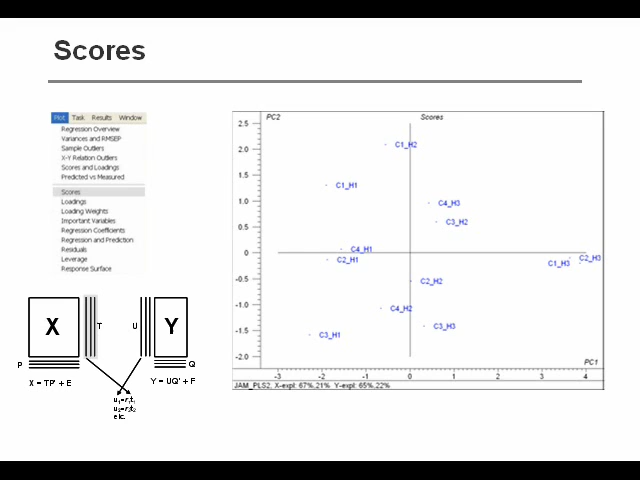 Scores
Plot Task Results Window
Regression Overview
Variances and RMSEP
Sample Outliers
X-Y Relation Outliers
Scores and Loadings
Predicted vs Measured
Scores
Loadings
Loading Weights
Important Variables
Regression Coefficients
Regression and Prediction
Residuals
Leverage
Response Surface
X T U Y
P Q
X = TP' + E
Y = UQ' + F
u₁=r₁t₁
u₂=r₂t₂
etc.
PC2 Scores
2.5
2.0
1.5
1.0
0.5
0
-0.5
-1.0
-1.5
-2.0
C1_H2
C1_H1
C4_H3
C3_H2
C4_H1
C2_H1
C2_H3
C1_H3
C2_H2
C4_H2
C3_H3
C3_H1
PC1
-3 -2 -1 0 1 2 3 4
JAM_PLS2, X-expl: 67%,21% Y-expl: 65%,22%